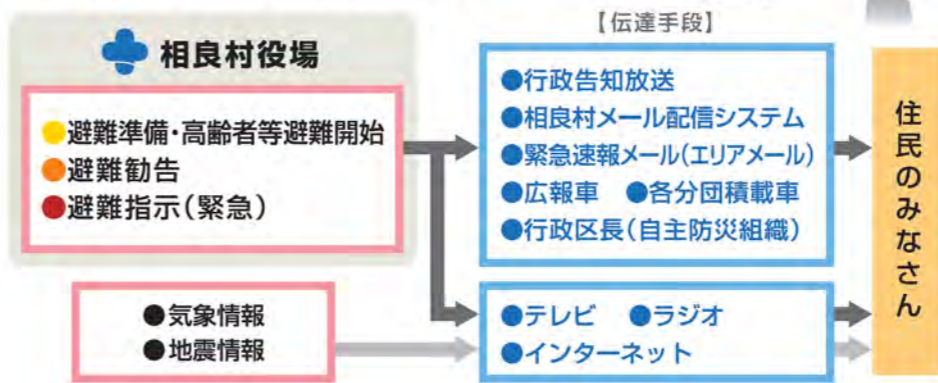 【伝達手段】
相良村役場
●避難準備・高齢者等避難開始
●避難勧告
●避難指示(緊急)
●行政告知放送
●相良村メール配信システム
●緊急速報メール(エリアメール)
●広報車 ●各分団積載車
●行政区長(自主防災組織)
●気象情報
●地震情報
●テレビ ●ラジオ
●インターネット
住民のみなさん